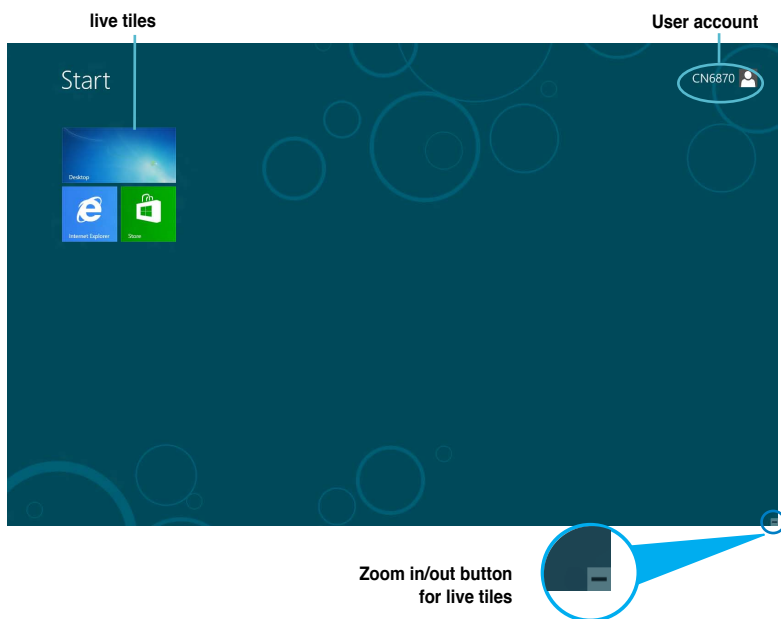 live tiles
User account
Start
CN6870
Desktop
Internet Explorer
Store
Zoom in/out button
for live tiles